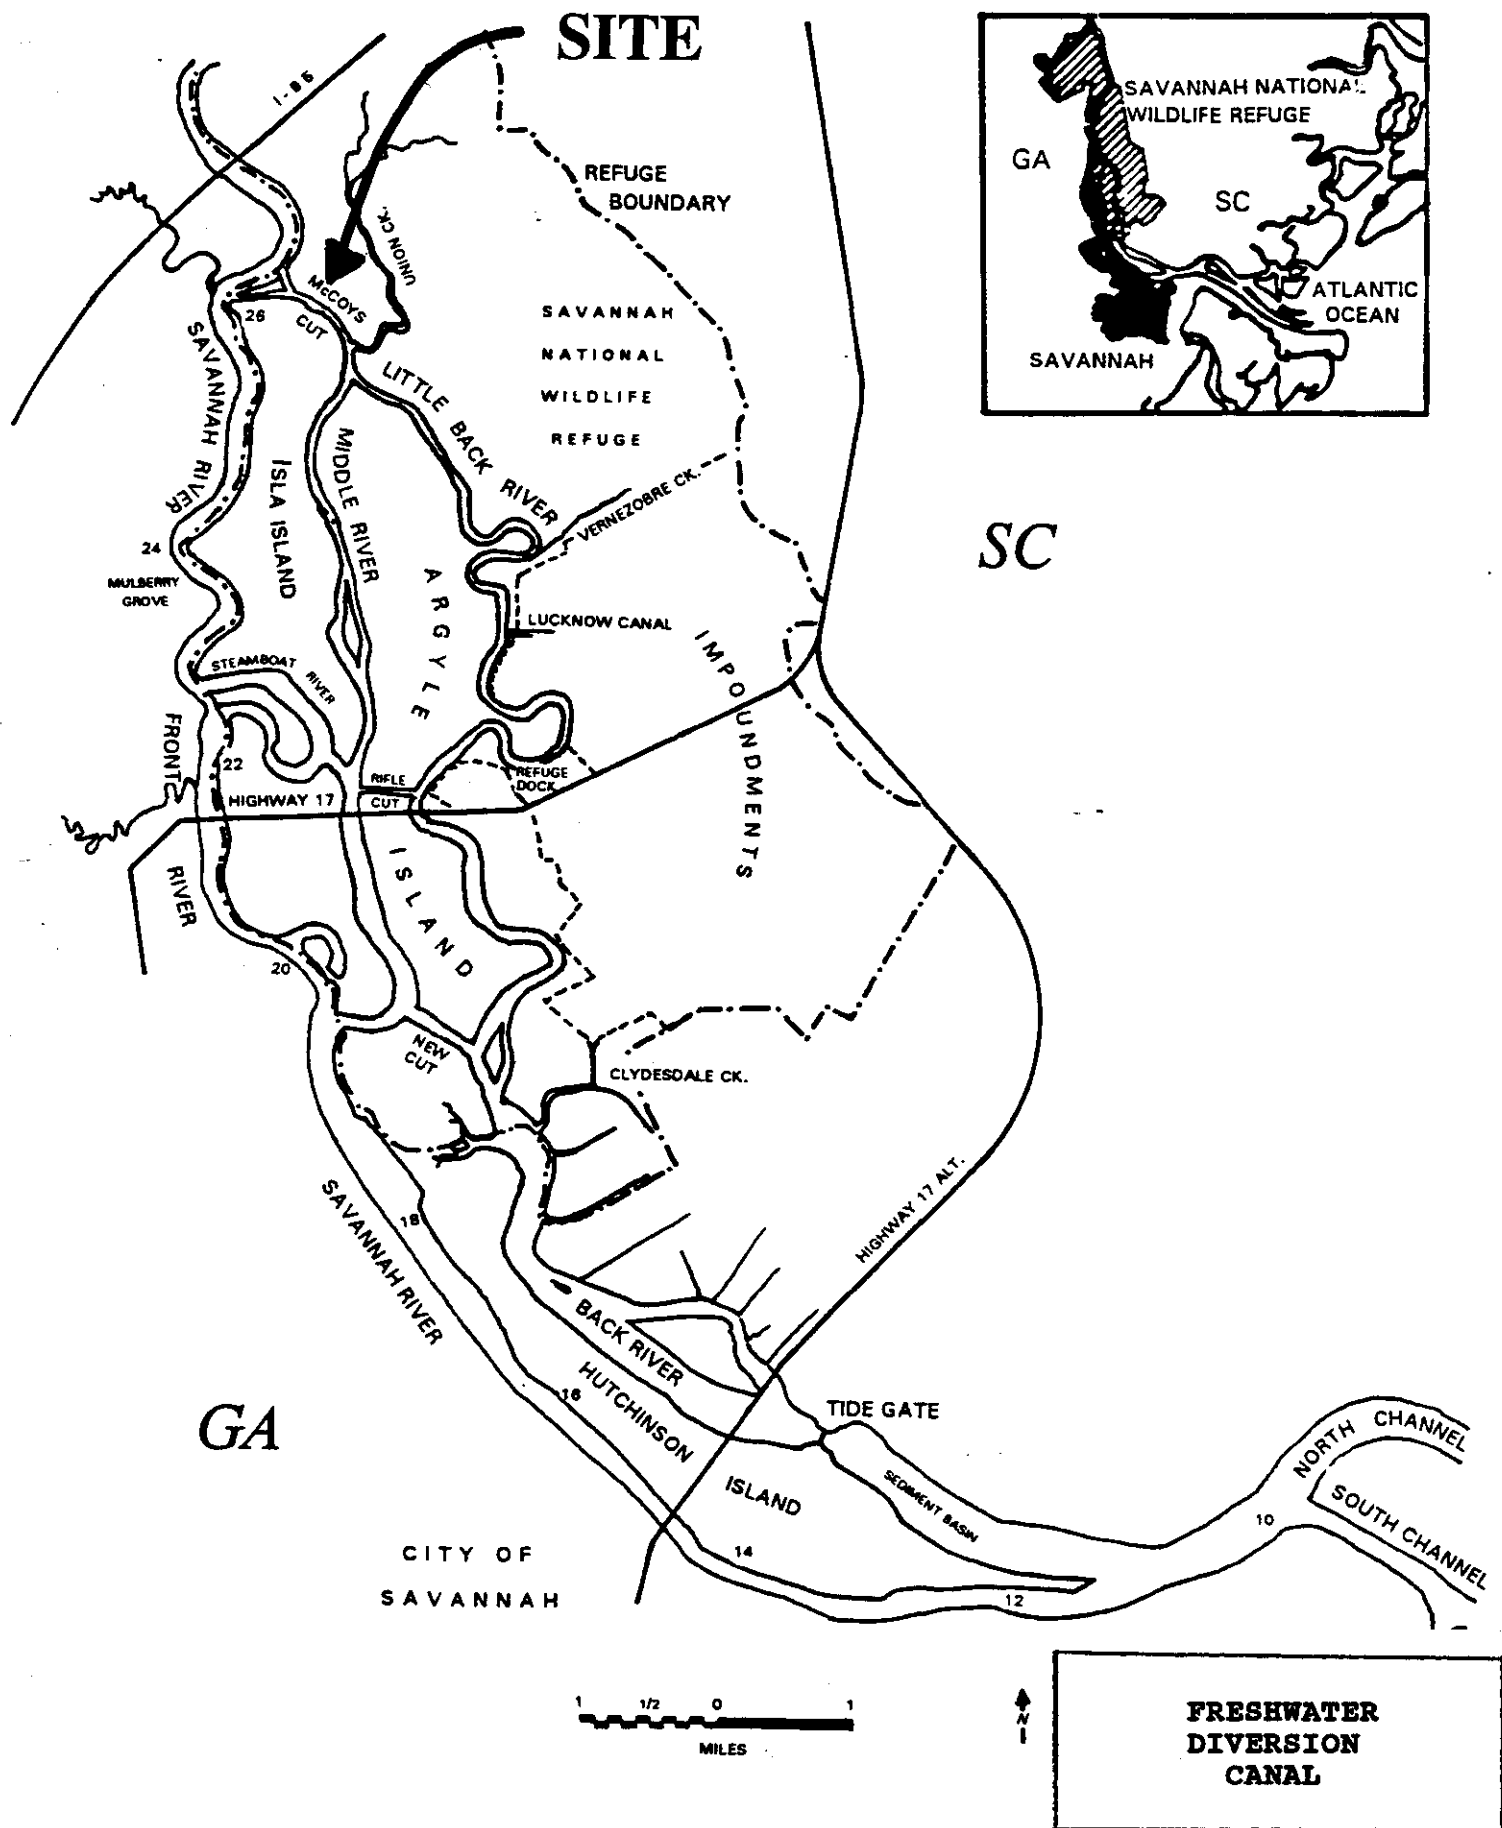 SITE
I-95
REFUGE
BOUNDARY
UNION CK.
McCOYS
CUT
26
SAVANNAH
NATIONAL
WILDLIFE
REFUGE
SAVANNAH RIVER
LITTLE BACK RIVER
ISLA ISLAND
MIDDLE RIVER
VERNEZOBRE CK.
24
MULBERRY
GROVE
ARGYLE
LUCKNOW CANAL
IMPOUNDMENTS
STEAMBOAT
RIVER
FRONT
22
RIFLE
CUT
REFUGE
DOCK
HIGHWAY 17
RIVER
ISLAND
20
NEW
CUT
CLYDESDALE CK.
SAVANNAH RIVER
18
HIGHWAY 17 ALT.
BACK RIVER
HUTCHINSON
ISLAND
16
TIDE GATE
SEDIMENT BASIN
14
12
10
NORTH CHANNEL
SOUTH CHANNEL
GA
SC
CITY OF
SAVANNAH
SAVANNAH NATIONAL
WILDLIFE REFUGE
GA
SC
ATLANTIC
OCEAN
SAVANNAH
1 1/2 0 1
MILES
N
FRESHWATER
DIVERSION
CANAL